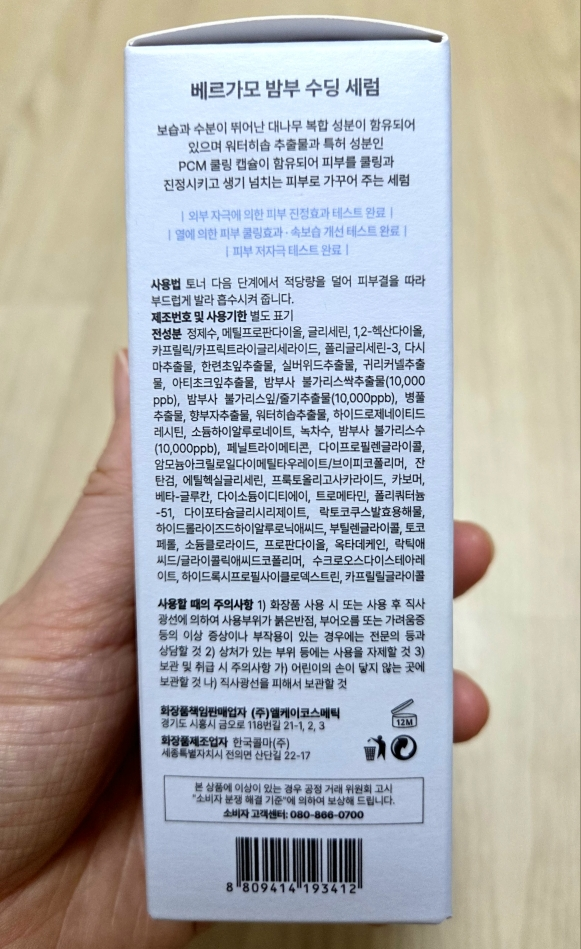 베르가모 밤부 수딩 세럼
보습과 수분이 뛰어난 대나무 복합 성분이 함유되어
있으며 워터히솝 추출물과 특허 성분인
PCM 쿨링 캡슐이 함유되어 피부를 쿨링과
진정시키고 생기 넘치는 피부로 가꾸어 주는 세럼
| 외부 자극에 의한 피부 진정효과 테스트 완료 |
| 열에 의한 피부 쿨링효과 · 속보습 개선 테스트 완료 |
| 피부 저자극 테스트 완료 |
사용법 토너 다음 단계에서 적당량을 덜어 피부결을 따라
부드럽게 발라 흡수시켜 줍니다.
제조번호 및 사용기한 별도 표기
전성분 정제수, 메틸프로판다이올, 글리세린, 1,2-헥산다이올,
카프릴릭/카프릭트라이글리세라이드, 폴리글리세린-3, 다시
마추출물, 한련초잎추출물, 실버위드추출물, 귀리커넬추출
물, 아티초크잎추출물, 밤부사 불가리스싹추출물(10,000
ppb), 밤부사 불가리스잎/줄기추출물(10,000ppb), 병풀
추출물, 향부자추출물, 워터히솝추출물, 하이드로제네이티드
레시틴, 소듐하이알루로네이트, 녹차수, 밤부사 불가리스수
(10,000ppb), 페닐트라이메티콘, 다이프로필렌글라이콜,
암모늄아크릴로일다이메틸타우레이트/브이피코폴리머, 잔
탄검, 에틸헥실글리세린, 프룩토올리고사카라이드, 카보머,
베타-글루칸, 다이소듐이디티에이, 트로메타민, 폴리쿼터늄
-51, 다이포타슘글리시리제이트, 락토코쿠스발효용해물,
하이드롤라이즈드하이알루로닉애씨드, 부틸렌글라이콜, 토코
페롤, 소듐클로라이드, 프로판다이올, 옥타데케인, 락틱애
씨드/글라이콜릭애씨드코폴리머, 수크로오스다이스테아레
이트, 하이드록시프로필사이클로덱스트린, 카프릴릴글라이콜
사용할 때의 주의사항 1) 화장품 사용 시 또는 사용 후 직사
광선에 의하여 사용부위가 붉은반점, 부어오름 또는 가려움증
등의 이상 증상이나 부작용이 있는 경우에는 전문의 등과
상담할 것 2) 상처가 있는 부위 등에는 사용을 자제할 것 3)
보관 및 취급 시 주의사항 가) 어린이의 손이 닿지 않는 곳에
보관할 것 나) 직사광선을 피해서 보관할 것
화장품책임판매업자 (주)엘케이코스메틱
경기도 시흥시 금오로 118번길 21-1, 2, 3
12M
화장품제조업자 한국콜마(주)
세종특별자치시 전의면 산단길 22-17
본 상품에 이상이 있는 경우 공정 거래 위원회 고시
"소비자 분쟁 해결 기준"에 의하여 보상해 드립니다.
소비자 고객센터: 080-866-0700
8 809414 193412